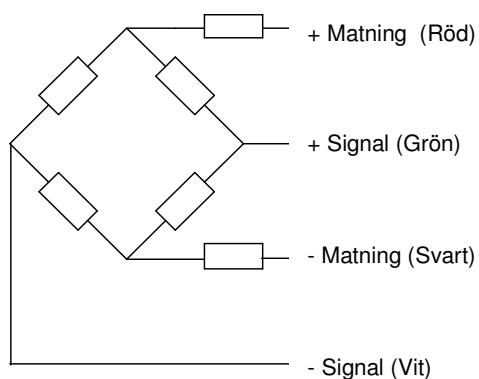 + Matning (Röd)
+ Signal (Grön)
- Matning (Svart)
- Signal (Vit)